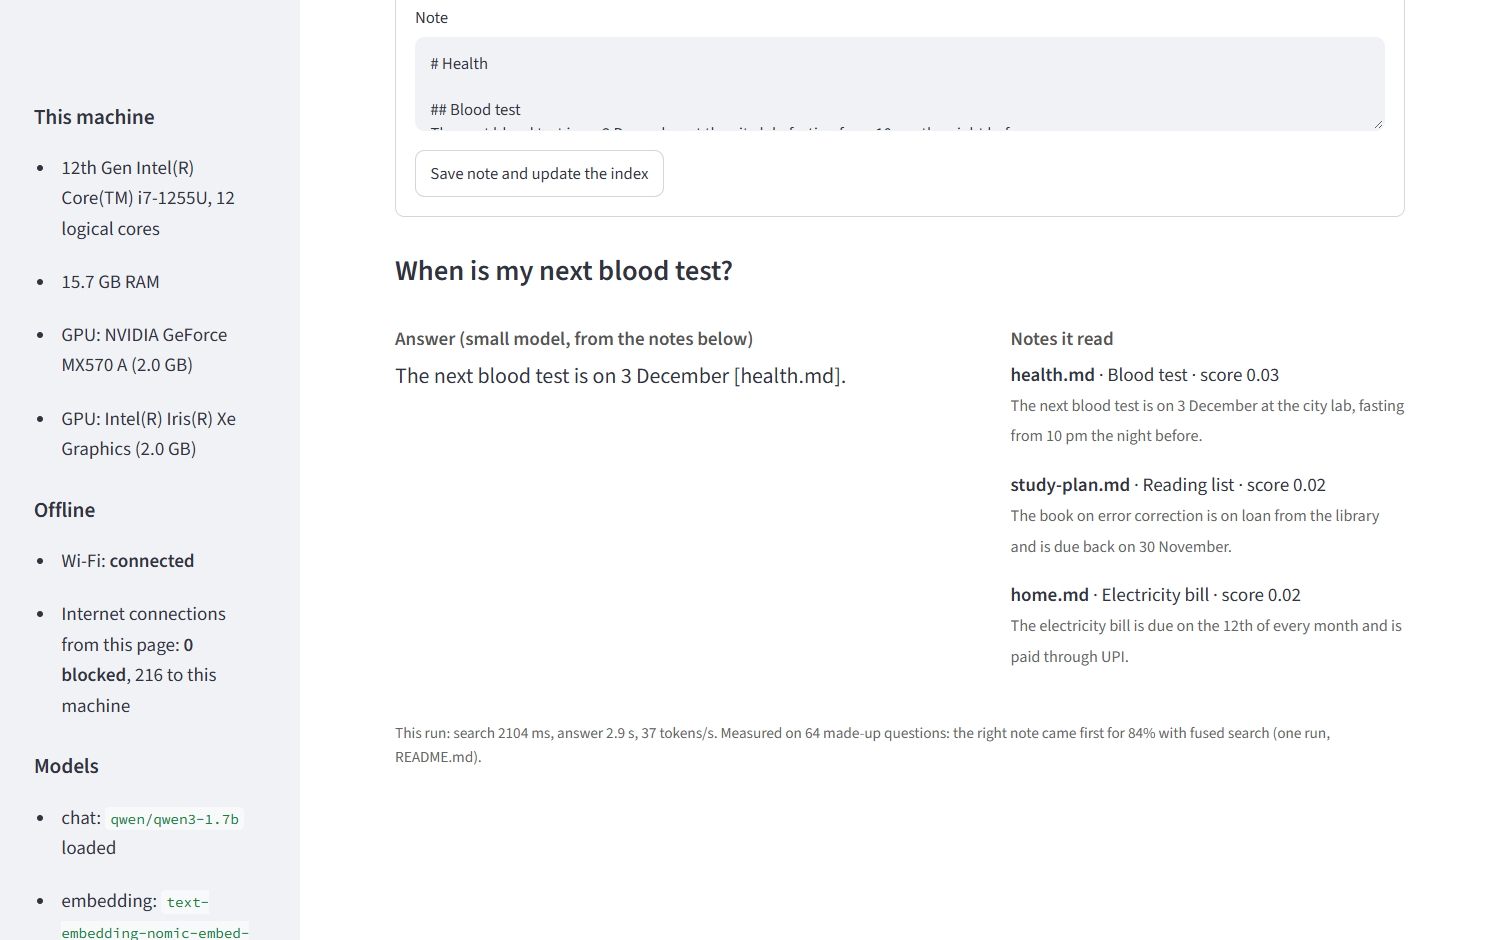 This machine
12th Gen Intel(R)
Core(TM) i7-1255U, 12
logical cores
15.7 GB RAM
GPU: NVIDIA GeForce
MX570 A (2.0 GB)
GPU: Intel(R) Iris(R) Xe
Graphics (2.0 GB)
Offline
Wi-Fi: connected
Internet connections
from this page: 0
blocked, 216 to this
machine
Models
chat: qwen/qwen3-1.7b
loaded
embedding: text-
embedding-nomic-embed-
Note
# Health
## Blood test
Save note and update the index
When is my next blood test?
Answer (small model, from the notes below)
The next blood test is on 3 December [health.md].
Notes it read
health.md · Blood test · score 0.03
The next blood test is on 3 December at the city lab, fasting
from 10 pm the night before.
study-plan.md · Reading list · score 0.02
The book on error correction is on loan from the library
and is due back on 30 November.
home.md · Electricity bill · score 0.02
The electricity bill is due on the 12th of every month and is
paid through UPI.
This run: search 2104 ms, answer 2.9 s, 37 tokens/s. Measured on 64 made-up questions: the right note came first for 84% with fused search (one run,
README.md).